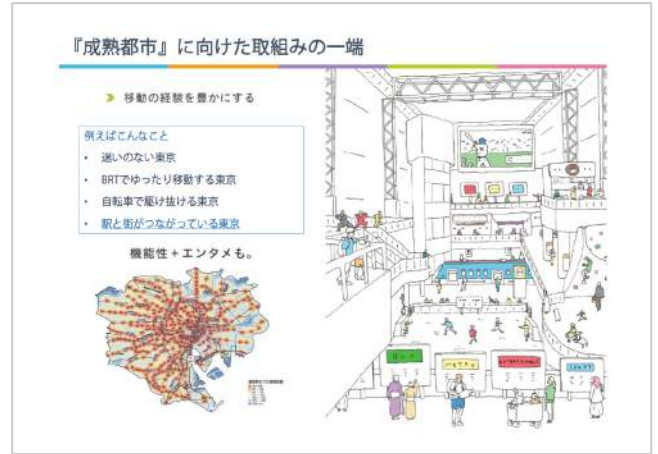 『成熟都市』に向けた取組みの一端
移動の経験を豊かにする
例えばこんなこと
• 迷いのない東京
• BRTでゆったり移動する東京
• 自転車で駆け抜ける東京
• 駅と街がつながっている東京
機能性+エンタメも。